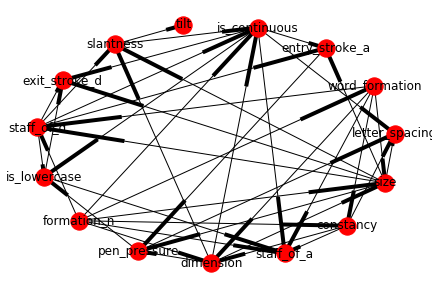 tilt
is_continuous
slantness
entry_stroke_a
exit_stroke_d
word_formation
staff_of_d
letter_spacing
is_lowercase
size
formation_n
constancy
pen_pressure
staff_of_a
dimension